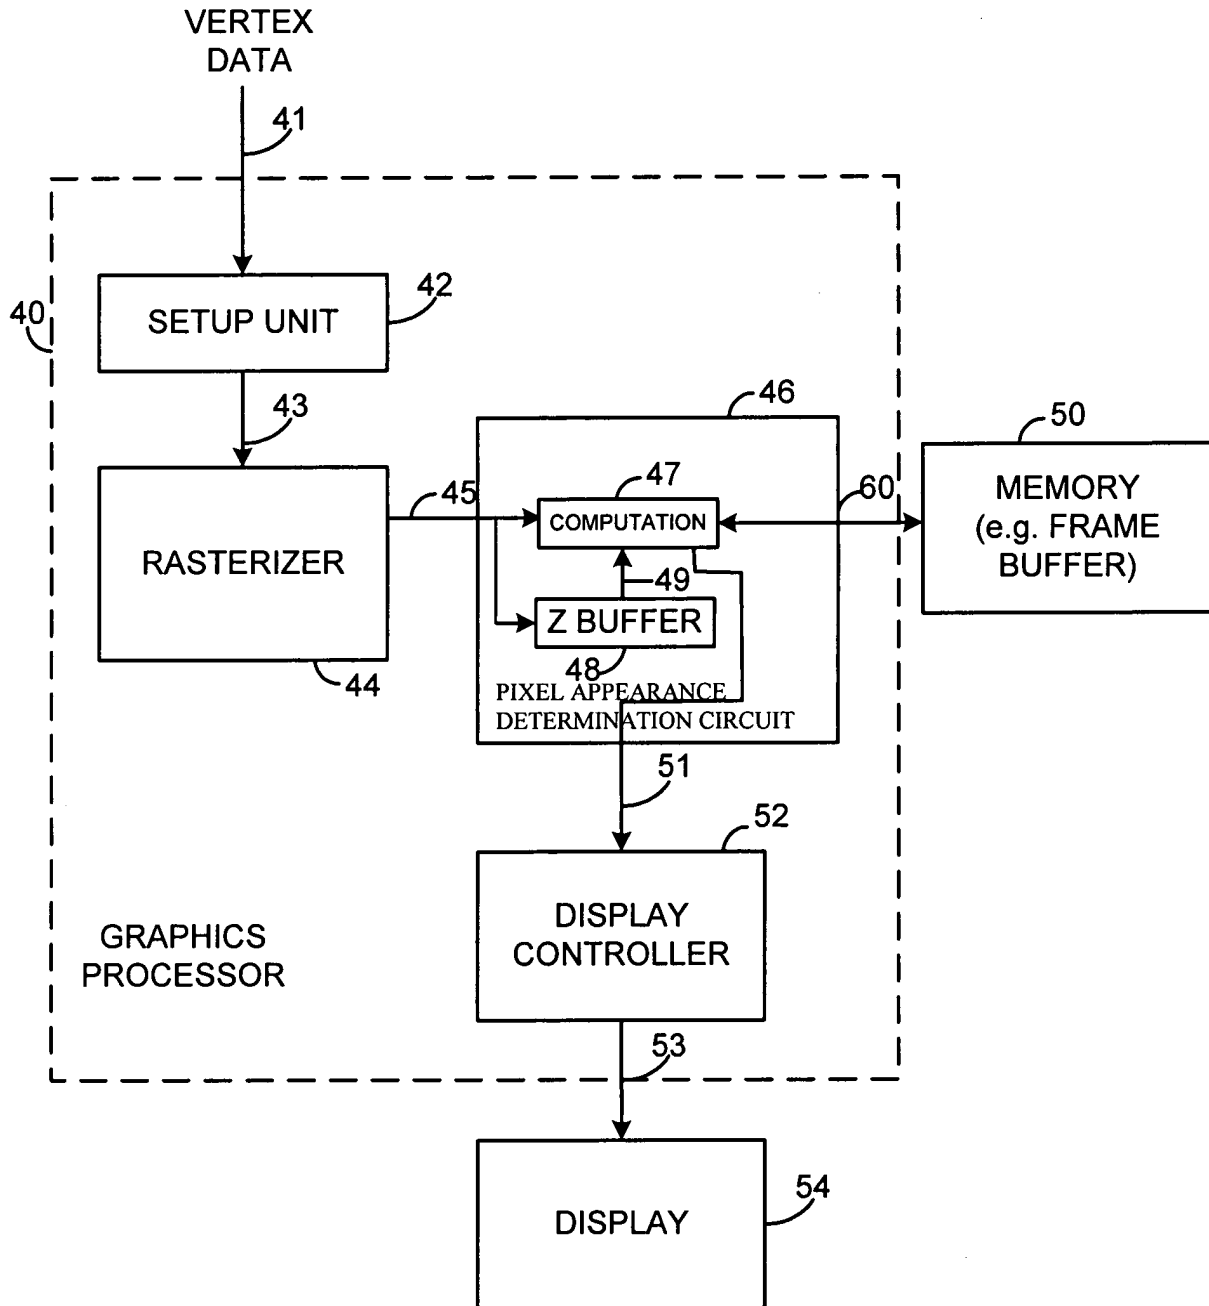 VERTEX
DATA
41
40
SETUP UNIT
42
43
RASTERIZER
44
45
46
47
COMPUTATION
49
Z BUFFER
48
PIXEL APPEARANCE
DETERMINATION CIRCUIT
60
50
MEMORY
(e.g. FRAME
BUFFER)
51
52
DISPLAY
CONTROLLER
GRAPHICS
PROCESSOR
53
54
DISPLAY